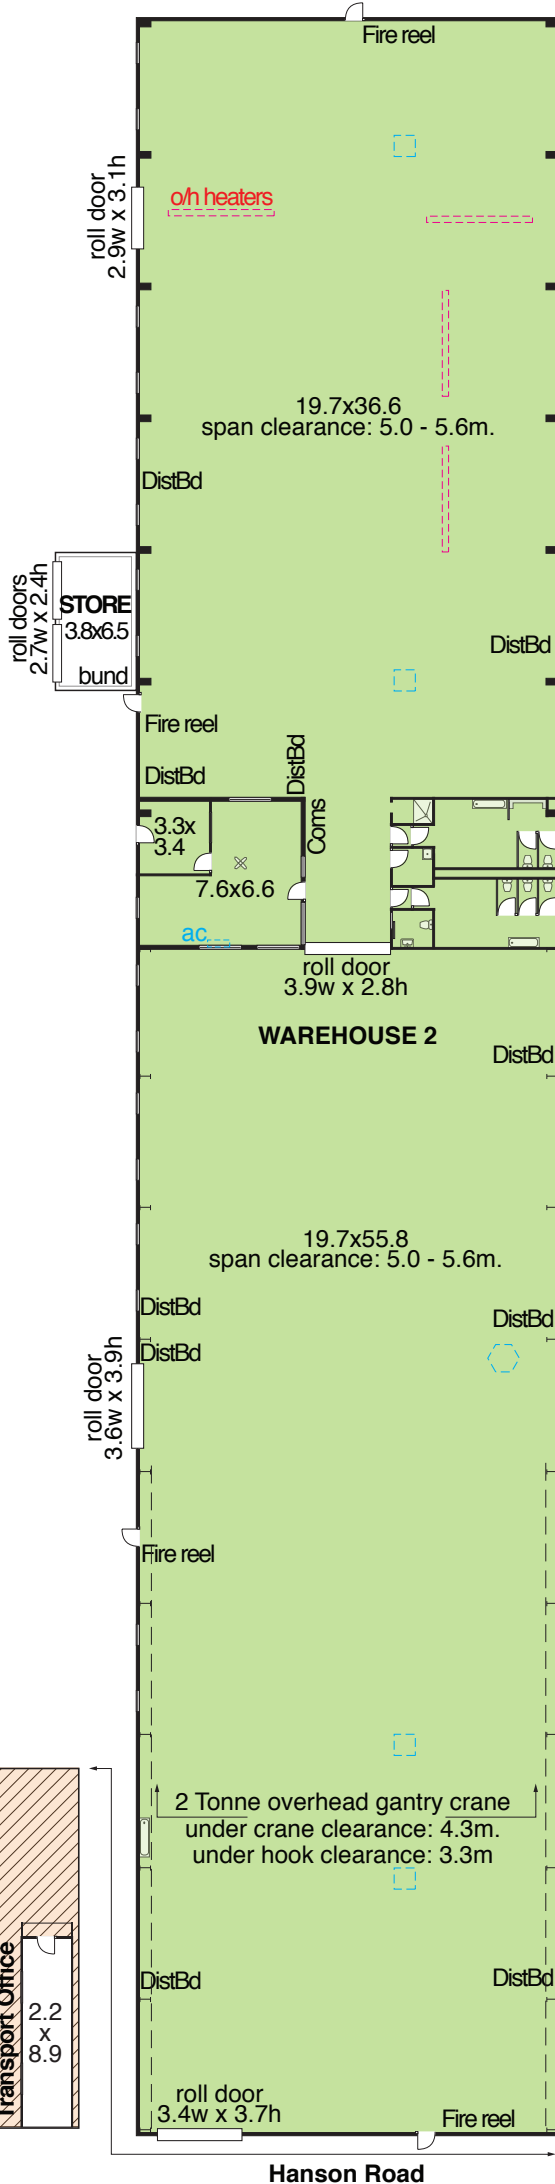 Fire reel
roll door
2.9w x 3.1h
o/h heaters
19.7x36.6
span clearance: 5.0 - 5.6m.
DistBd
roll doors
2.7w x 2.4h
STORE
3.8x6.5
bund
DistBd
Fire reel
DistBd
DistBd
Coms
3.3x
3.4
7.6x6.6
ac
roll door
3.9w x 2.8h
WAREHOUSE 2
DistBd
19.7x55.8
span clearance: 5.0 - 5.6m.
DistBd
DistBd
DistBd
roll door
3.6w x 3.9h
Fire reel
2 Tonne overhead gantry crane
under crane clearance: 4.3m.
under hook clearance: 3.3m
Transport Office
2.2
x
8.9
DistBd
DistBd
roll door
3.4w x 3.7h
Fire reel
Hanson Road